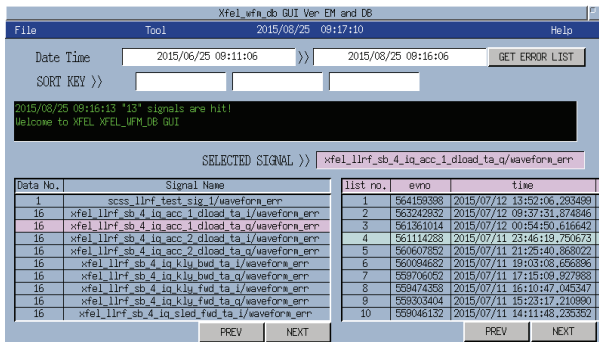 Xfel_wfm_db GUI Ver EM and DB
File Tool 2015/08/25 09:17:10 Help
Date Time 2015/06/25 09:11:06 》 2015/08/25 09:16:06 GET ERROR LIST
SORT KEY 》
2015/08/25 09:16:13 "13" signals are hit!
Welcome to XFEL XFEL_WFM_DB GUI
SELECTED SIGNAL 》 xfel_llrf_sb_4_iq_acc_1_dload_ta_q/waveform_err
Data No. Signal Name
1 scss_llrf_test_sig_1/waveform_err
16 xfel_llrf_sb_4_iq_acc_1_dload_ta_i/waveform_err
16 xfel_llrf_sb_4_iq_acc_1_dload_ta_q/waveform_err
16 xfel_llrf_sb_4_iq_acc_2_dload_ta_i/waveform_err
16 xfel_llrf_sb_4_iq_acc_2_dload_ta_q/waveform_err
16 xfel_llrf_sb_4_iq_kly_bwd_ta_i/waveform_err
16 xfel_llrf_sb_4_iq_kly_bwd_ta_q/waveform_err
16 xfel_llrf_sb_4_iq_kly_fwd_ta_i/waveform_err
16 xfel_llrf_sb_4_iq_kly_fwd_ta_q/waveform_err
16 xfel_llrf_sb_4_iq_sled_fwd_ta_i/waveform_err
PREV NEXT
list no. evno time
1 564159398 2015/07/12 13:52:06.293499
2 563242932 2015/07/12 09:37:31.874846
3 561361014 2015/07/12 00:54:50.616642
4 561114288 2015/07/11 23:46:19.750673
5 560607852 2015/07/11 21:25:40.868022
6 560094682 2015/07/11 19:03:08.656896
7 559706052 2015/07/11 17:15:09.927988
8 559474358 2015/07/11 16:10:47.045347
9 559303404 2015/07/11 15:23:17.210990
10 559046132 2015/07/11 14:11:48.235352
PREV NEXT